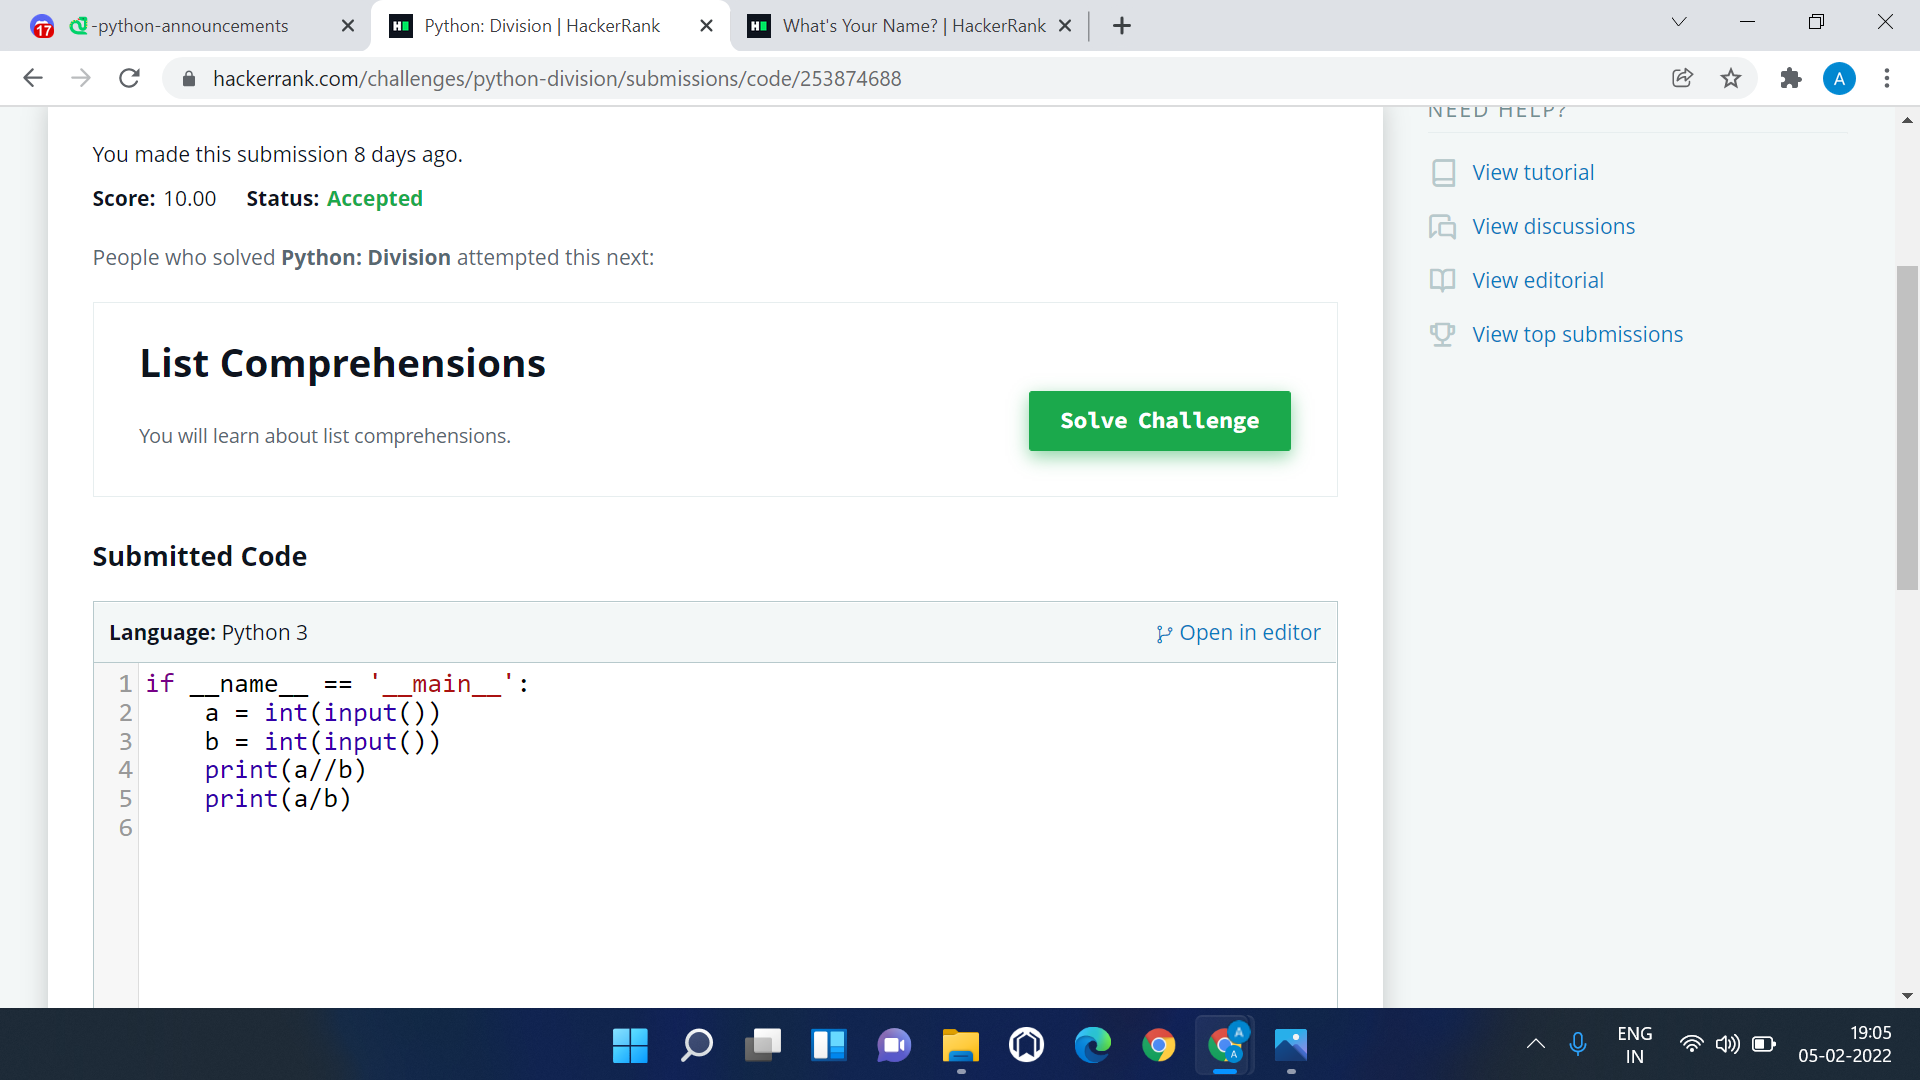 17 -python-announcements
Python: Division | HackerRank
What's Your Name? | HackerRank
hackerrank.com/challenges/python-division/submissions/code/253874688
A
NEED HELP?
You made this submission 8 days ago.
Score: 10.00 Status: Accepted
People who solved Python: Division attempted this next:
List Comprehensions
You will learn about list comprehensions.
Solve Challenge
View tutorial
View discussions
View editorial
View top submissions
Submitted Code
Language: Python 3
Open in editor
1 if __name__ == '__main__':
2     a = int(input())
3     b = int(input())
4     print(a//b)
5     print(a/b)
6
A
A
ENG
IN
19:05
05-02-2022